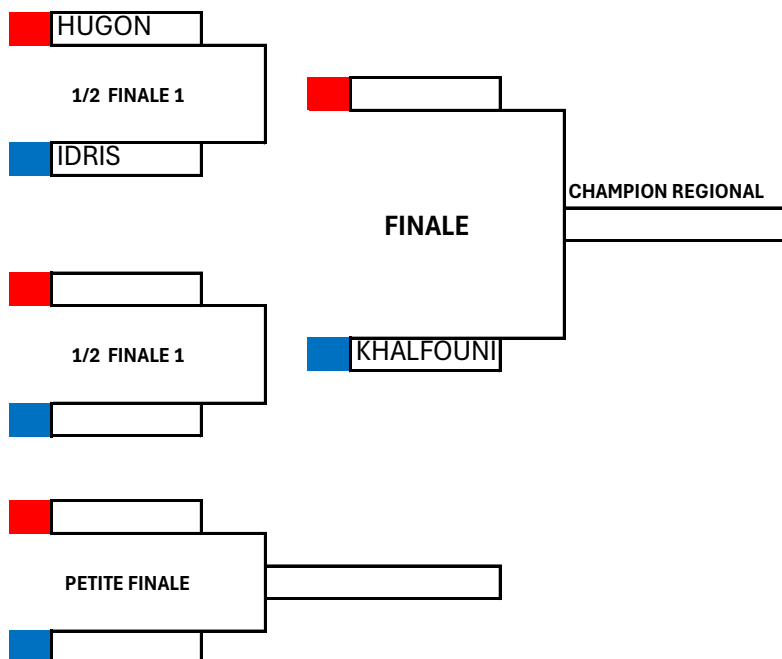 HUGON
1/2 FINALE 1
IDRIS
CHAMPION REGIONAL
FINALE
1/2 FINALE 1
KHALFOUNI
PETITE FINALE